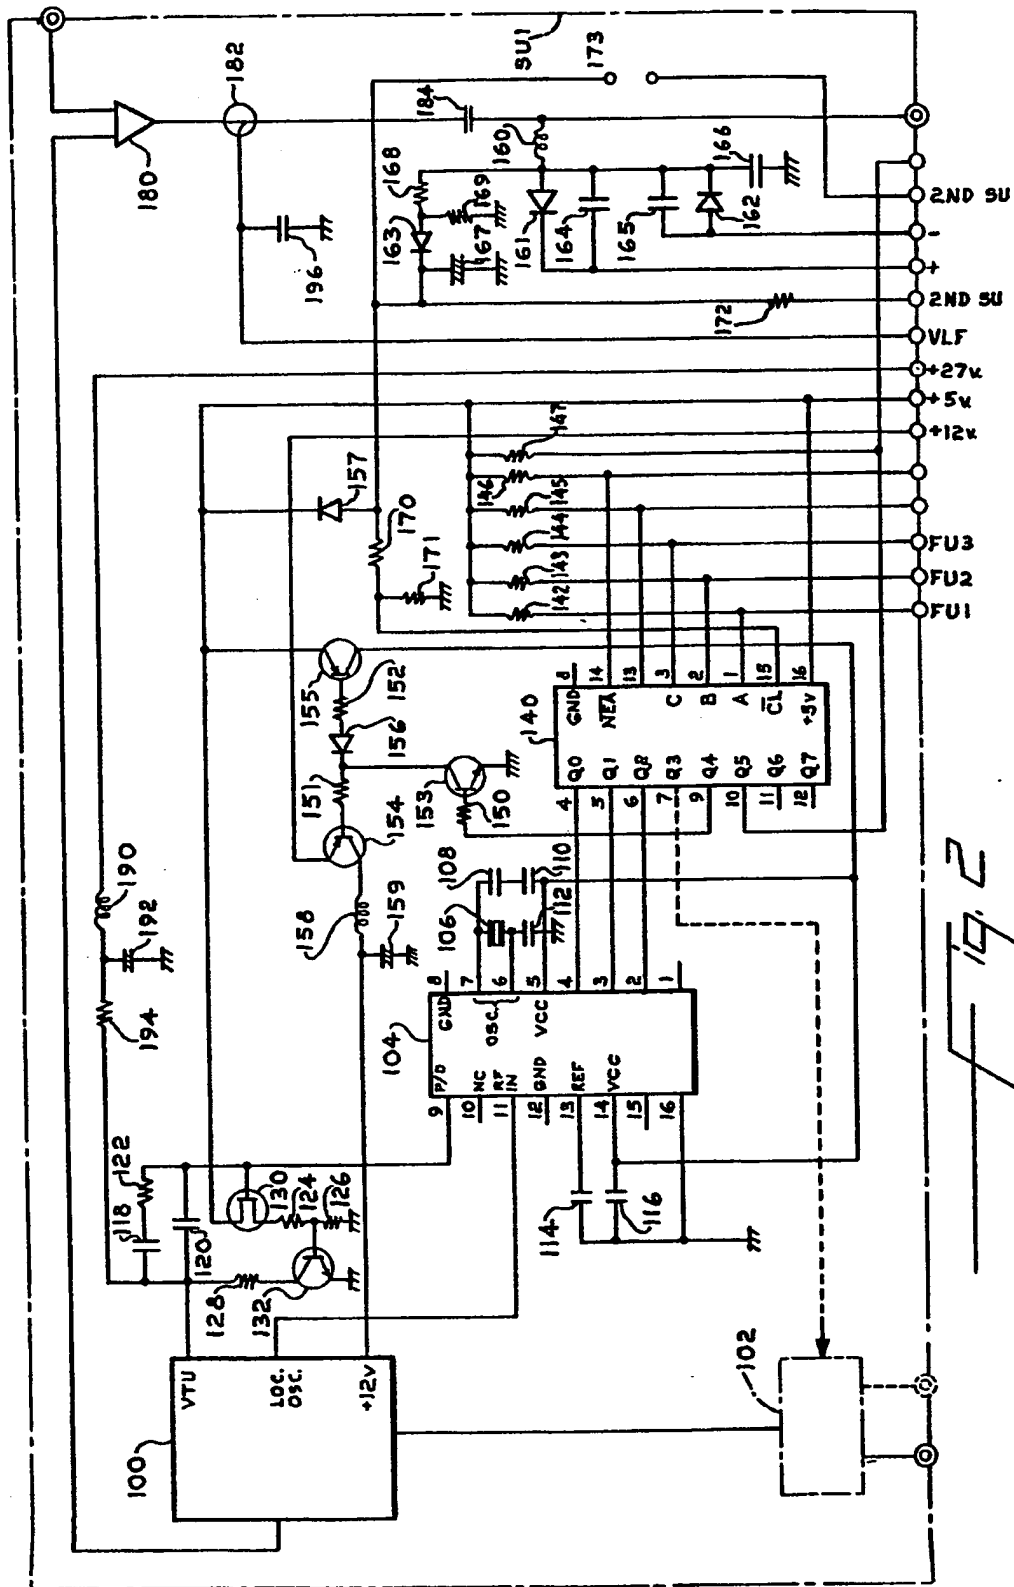 SU1
182
180
184
173
160
168
169
163
167
161
164
165
162
166
196
172
2ND SU
-
+
2ND SU
VLF
+27v.
+5v.
+12v.
FU3
FU2
FU1
157
170
171
147
146
145
144
143
142
155
152
156
151
154
153
150
158
159
190
192
194
140
GND 8
NEA 14
13
C 3
B 2
A 1
CL 15
+5V 16
4 Q0
5 Q1
6 Q2
7 Q3
9 Q4
10 Q5
11 Q6
12 Q7
108
110
106
112
104
GND 8
7
OSC.
6
VCC 5
4
3
2
1
9 P/D
10 NC
11 RF IN
12 GND
13 REF
14 VCC
15
16
118
122
120
130
124
126
128
132
114
116
100
VTU
LOC. OSC.
+12V
102
Fig. 2